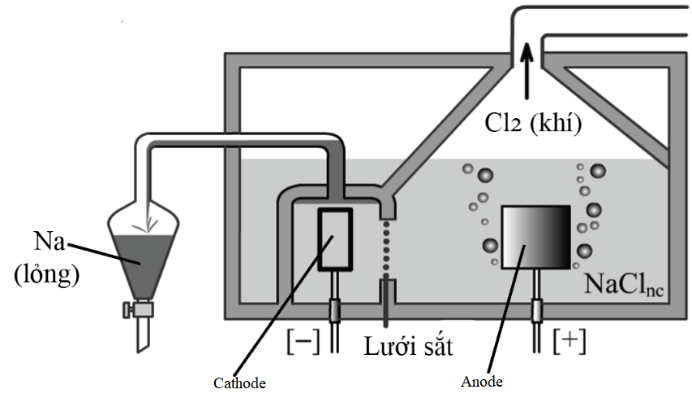 Cl2 (khí)
Na
(lỏng)
NaClnc
[−]
Lưới sắt
[+]
Cathode
Anode